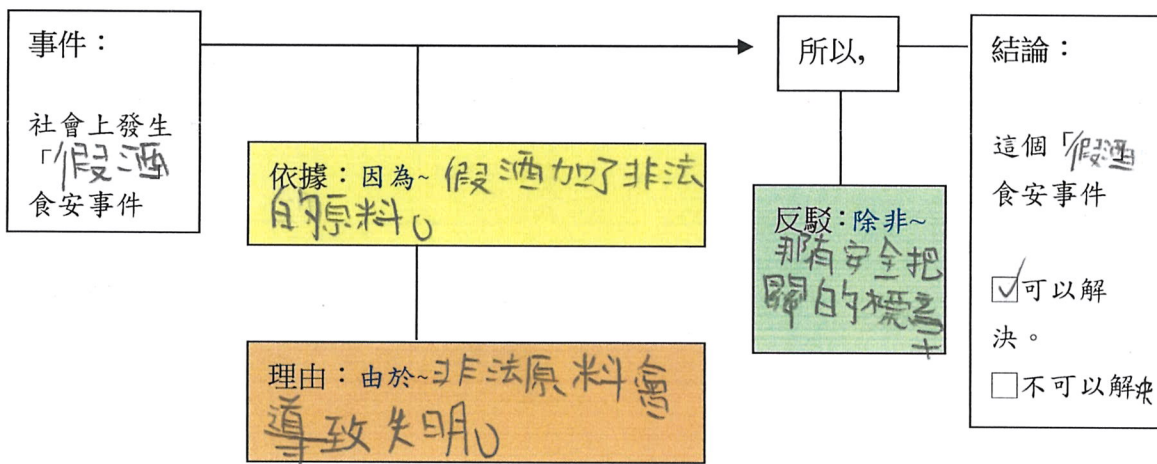 事件：
社會上發生
「假酒
食安事件
依據：因為~ 假酒加了非法
的原料。
理由：由於~非法原料會
導致失明。
所以,
反駁：除非~
那有安全把
關的標章
結論：
這個「假酒」
食安事件
☑可以解
決。
□不可以解決